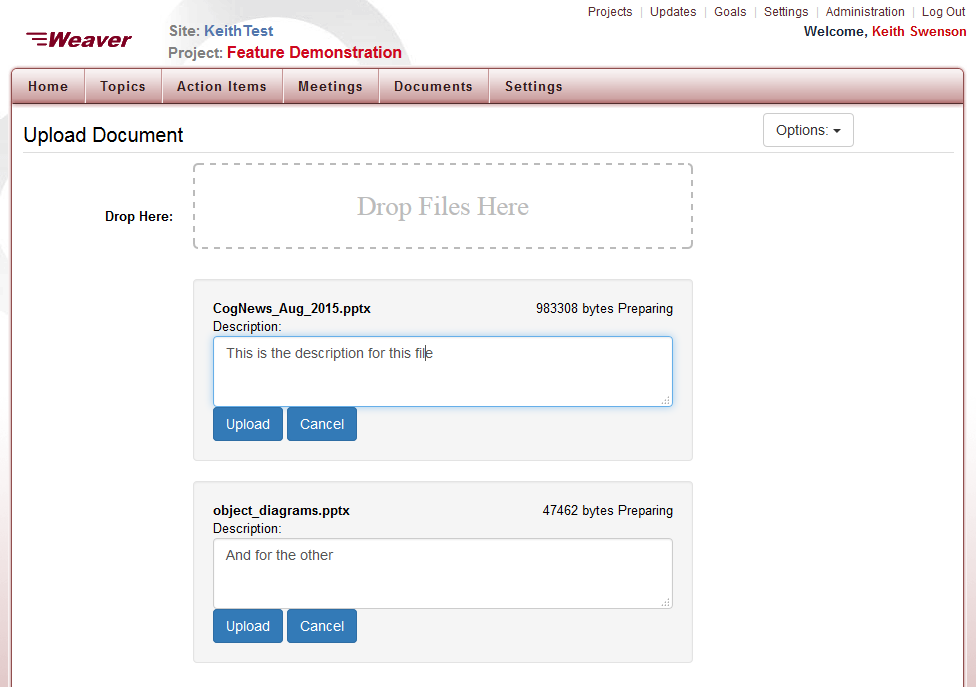 Projects | Updates | Goals | Settings | Administration | Log Out
Weaver
Site: KeithTest
Welcome, Keith Swenson
Project: Feature Demonstration
Home Topics Action Items Meetings Documents Settings
Upload Document
Options:
Drop Here:
Drop Files Here
CogNews_Aug_2015.pptx 983308 bytes Preparing
Description:
This is the description for this file
Upload Cancel
object_diagrams.pptx 47462 bytes Preparing
Description:
And for the other
Upload Cancel